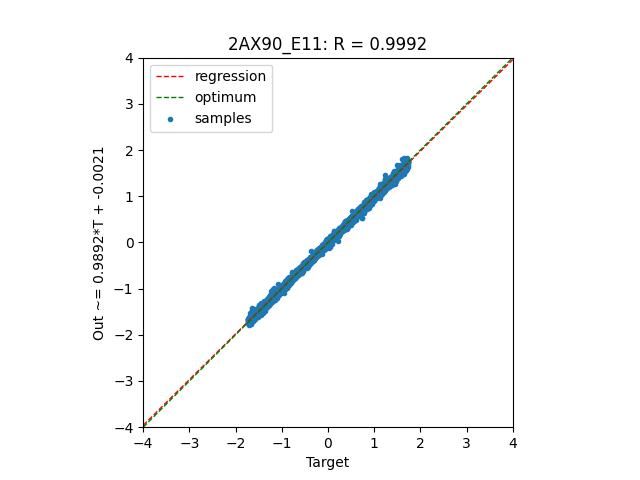 2AX90_E11: R = 0.9992
regression
optimum
samples
4
3
2
1
0
−1
−2
−3
−4
Out ~= 0.9892*T + -0.0021
−4 −3 −2 −1 0 1 2 3 4
Target